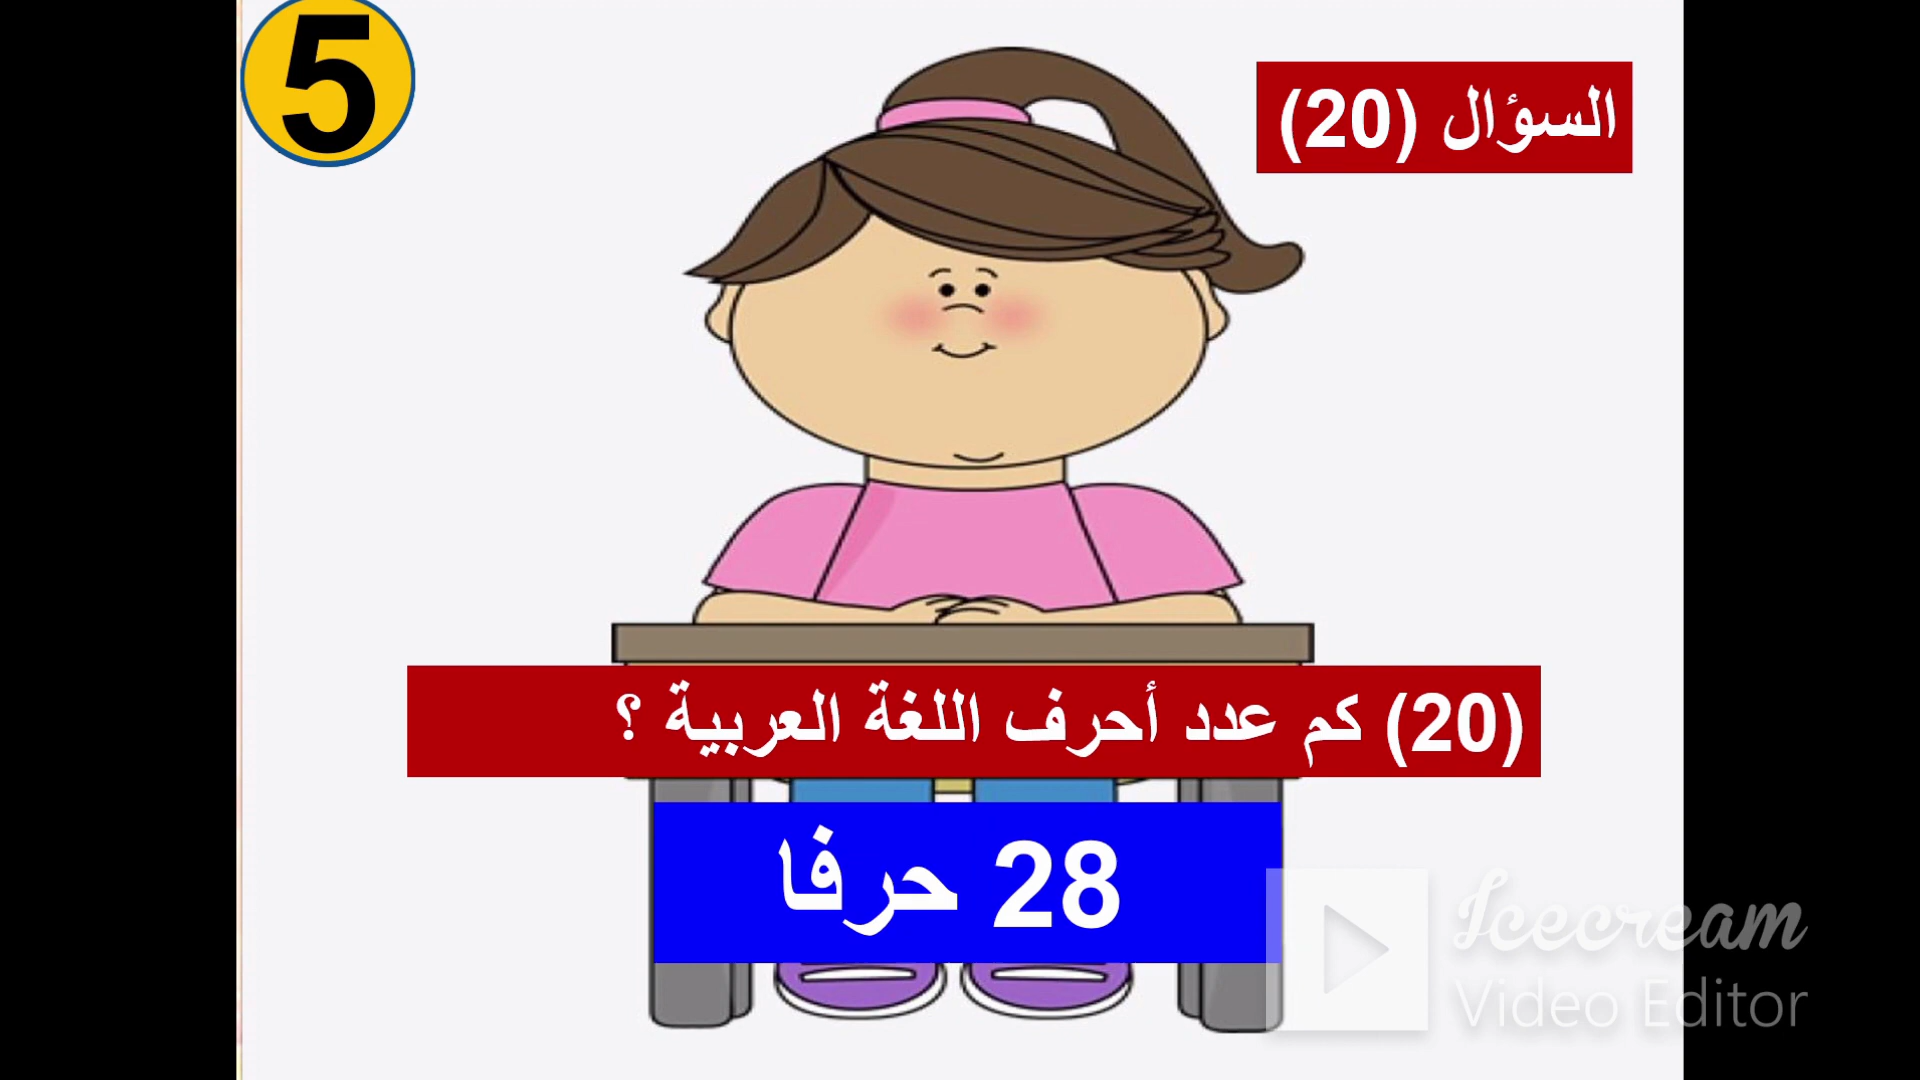 5
السؤال (20)
(20) كم عدد أحرف اللغة العربية ؟
28 حرفا
Icecream
Video Editor